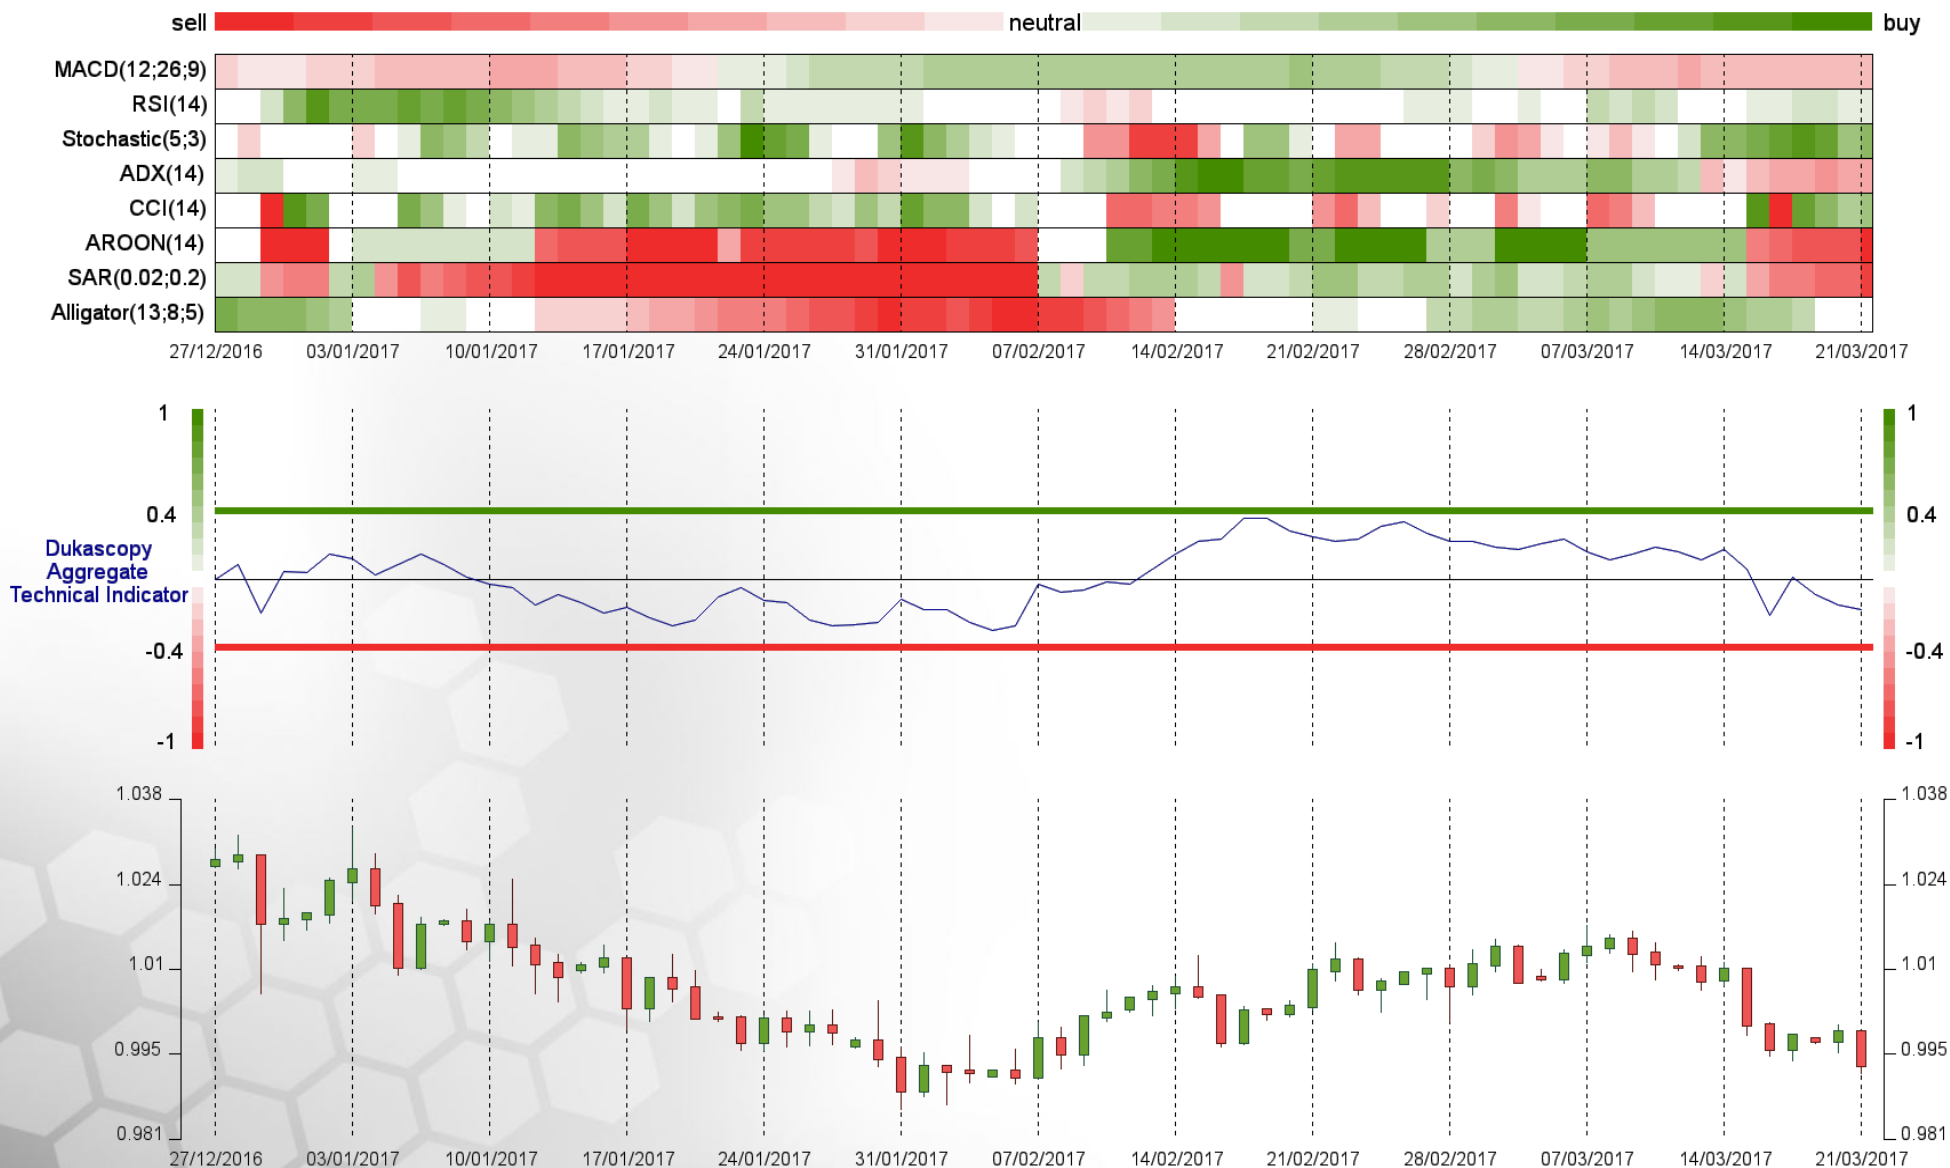 sell neutral buy
MACD(12;26;9)
RSI(14)
Stochastic(5;3)
ADX(14)
CCI(14)
AROON(14)
SAR(0.02;0.2)
Alligator(13;8;5)
27/12/2016 03/01/2017 10/01/2017 17/01/2017 24/01/2017 31/01/2017 07/02/2017 14/02/2017 21/02/2017 28/02/2017 07/03/2017 14/03/2017 21/03/2017
1 1
0.4 0.4
Dukascopy
Aggregate
Technical Indicator
-0.4 -0.4
-1 -1
1.038 1.038
1.024 1.024
1.01 1.01
0.995 0.995
0.981 0.981
27/12/2016 03/01/2017 10/01/2017 17/01/2017 24/01/2017 31/01/2017 07/02/2017 14/02/2017 21/02/2017 28/02/2017 07/03/2017 14/03/2017 21/03/2017